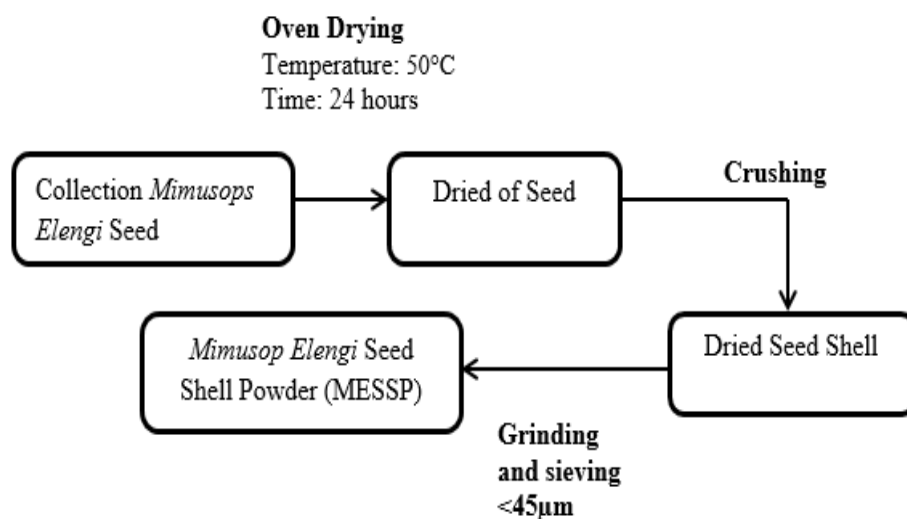 Oven Drying
Temperature: 50°C
Time: 24 hours
Collection Mimusops
Elengi Seed
Dried of Seed
Crushing
Dried Seed Shell
Mimusop Elengi Seed
Shell Powder (MESSP)
Grinding
and sieving
<45µm